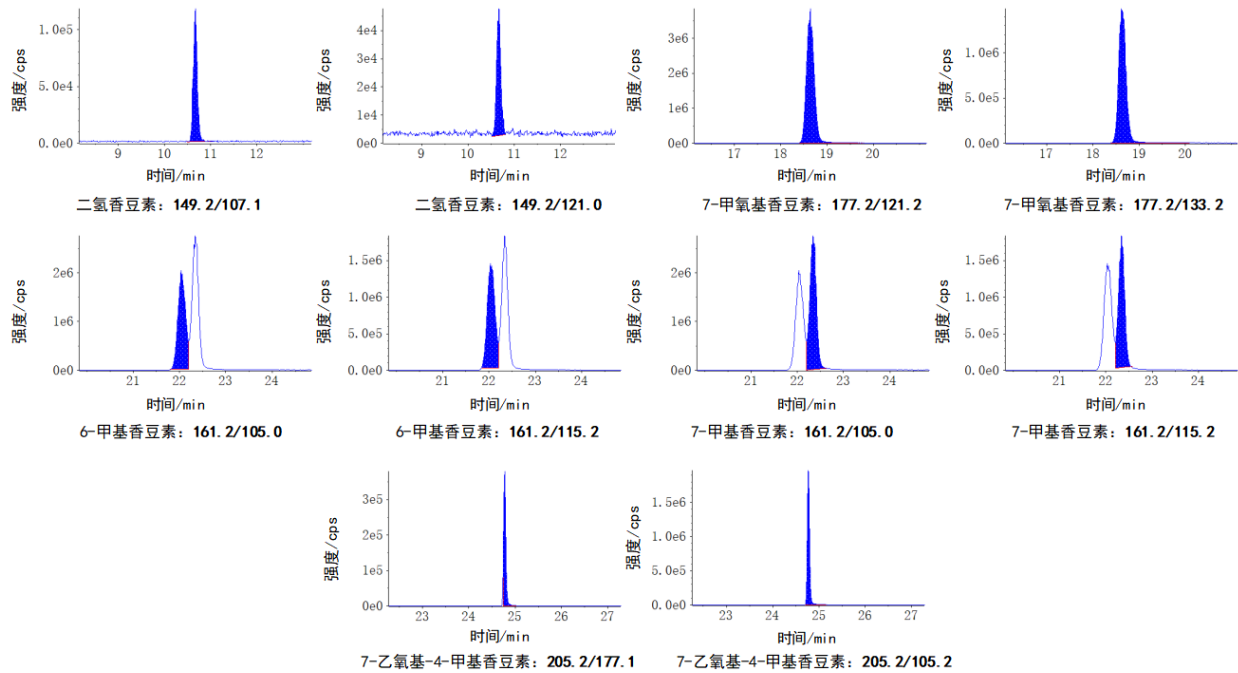 强度/cps
1.0e5
5.0e4
0.0e0
9 10 11 12
时间/min
二氢香豆素: 149.2/107.1
强度/cps
4e4
3e4
2e4
1e4
0e0
9 10 11 12
时间/min
二氢香豆素: 149.2/121.0
强度/cps
3e6
2e6
1e6
0e0
17 18 19 20
时间/min
7-甲氧基香豆素: 177.2/121.2
强度/cps
1.0e6
5.0e5
0.0e0
17 18 19 20
时间/min
7-甲氧基香豆素: 177.2/133.2
强度/cps
2e6
1e6
0e0
21 22 23 24
时间/min
6-甲基香豆素: 161.2/105.0
强度/cps
1.5e6
1.0e6
5.0e5
0.0e0
21 22 23 24
时间/min
6-甲基香豆素: 161.2/115.2
强度/cps
2e6
1e6
0e0
21 22 23 24
时间/min
7-甲基香豆素: 161.2/105.0
强度/cps
1.5e6
1.0e6
5.0e5
0.0e0
21 22 23 24
时间/min
7-甲基香豆素: 161.2/115.2
强度/cps
3e5
2e5
1e5
0e0
23 24 25 26 27
时间/min
7-乙氧基-4-甲基香豆素: 205.2/177.1
强度/cps
1.5e6
1.0e6
5.0e5
0.0e0
23 24 25 26 27
时间/min
7-乙氧基-4-甲基香豆素: 205.2/105.2